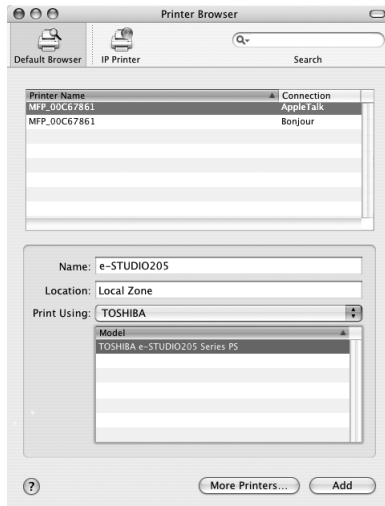 Printer Browser
Default Browser
IP Printer
Search
Printer Name Connection
MFP_00C67861 AppleTalk
MFP_00C67861 Bonjour
Name: e-STUDIO205
Location: Local Zone
Print Using: TOSHIBA
Model
TOSHIBA e-STUDIO205 Series PS
? More Printers... Add